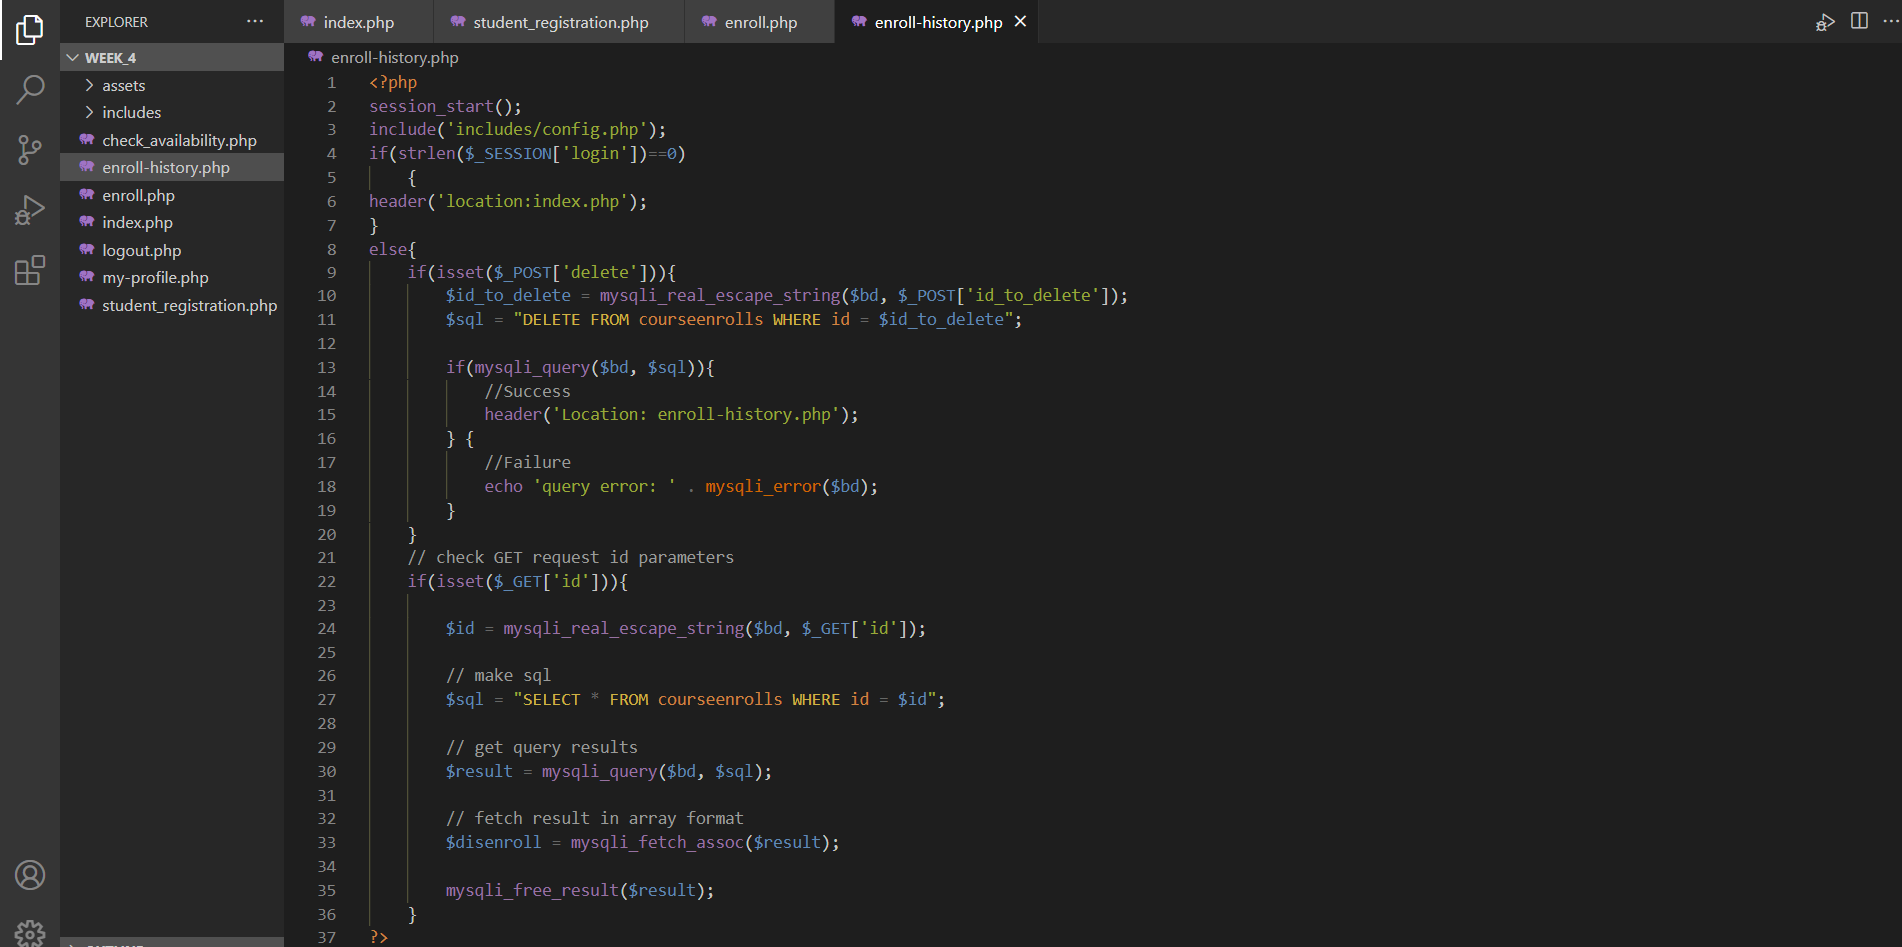 EXPLORER ...
index.php student_registration.php enroll.php enroll-history.php
WEEK_4
assets
includes
check_availability.php
enroll-history.php
enroll.php
index.php
logout.php
my-profile.php
student_registration.php
enroll-history.php
1 <?php
2 session_start();
3 include('includes/config.php');
4 if(strlen($_SESSION['login'])==0)
5 {
6 header('location:index.php');
7 }
8 else{
9 if(isset($_POST['delete'])){
10 $id_to_delete = mysqli_real_escape_string($bd, $_POST['id_to_delete']);
11 $sql = "DELETE FROM courseenrolls WHERE id = $id_to_delete";
12
13 if(mysqli_query($bd, $sql)){
14 //Success
15 header('Location: enroll-history.php');
16 } {
17 //Failure
18 echo 'query error: ' . mysqli_error($bd);
19 }
20 }
21 // check GET request id parameters
22 if(isset($_GET['id'])){
23
24 $id = mysqli_real_escape_string($bd, $_GET['id']);
25
26 // make sql
27 $sql = "SELECT * FROM courseenrolls WHERE id = $id";
28
29 // get query results
30 $result = mysqli_query($bd, $sql);
31
32 // fetch result in array format
33 $disenroll = mysqli_fetch_assoc($result);
34
35 mysqli_free_result($result);
36 }
37 ?>